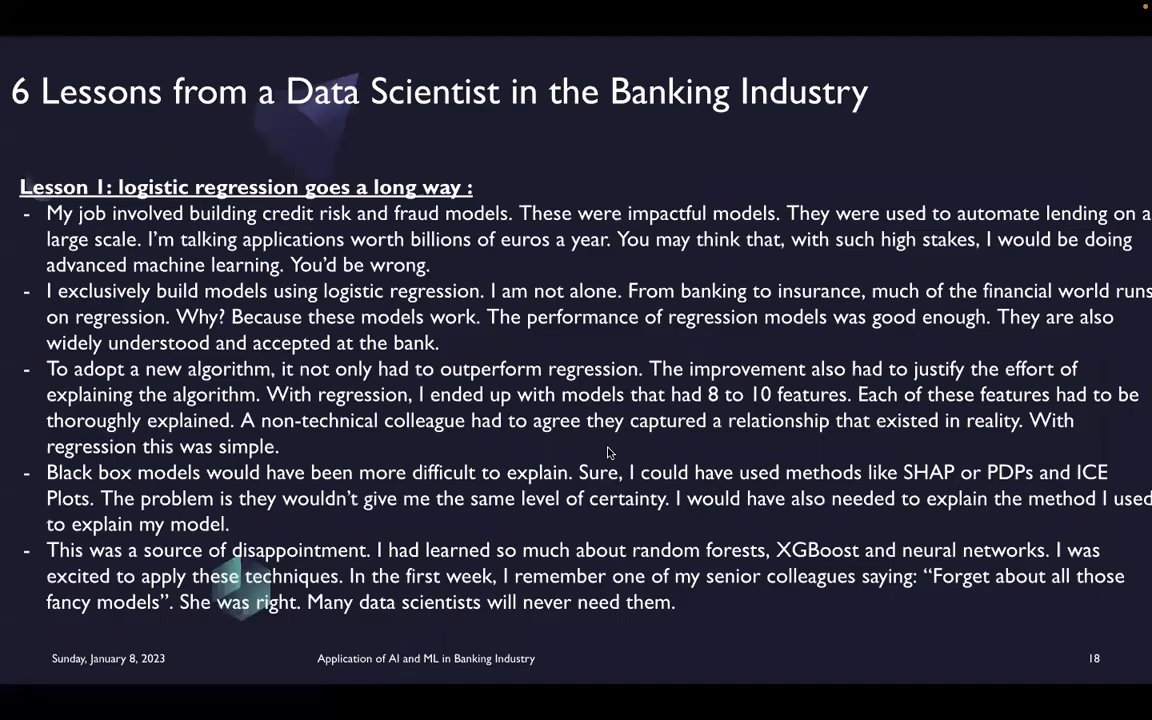 6 Lessons from a Data Scientist in the Banking Industry
Lesson 1: logistic regression goes a long way :
- My job involved building credit risk and fraud models. These were impactful models. They were used to automate lending on a
large scale. I'm talking applications worth billions of euros a year. You may think that, with such high stakes, I would be doing
advanced machine learning. You'd be wrong.
- I exclusively build models using logistic regression. I am not alone. From banking to insurance, much of the financial world runs
on regression. Why? Because these models work. The performance of regression models was good enough. They are also
widely understood and accepted at the bank.
- To adopt a new algorithm, it not only had to outperform regression. The improvement also had to justify the effort of
explaining the algorithm. With regression, I ended up with models that had 8 to 10 features. Each of these features had to be
thoroughly explained. A non-technical colleague had to agree they captured a relationship that existed in reality. With
regression this was simple.
- Black box models would have been more difficult to explain. Sure, I could have used methods like SHAP or PDPs and ICE
Plots. The problem is they wouldn't give me the same level of certainty. I would have also needed to explain the method I used
to explain my model.
- This was a source of disappointment. I had learned so much about random forests, XGBoost and neural networks. I was
excited to apply these techniques. In the first week, I remember one of my senior colleagues saying: “Forget about all those
fancy models”. She was right. Many data scientists will never need them.
Sunday, January 8, 2023
Application of AI and ML in Banking Industry
18